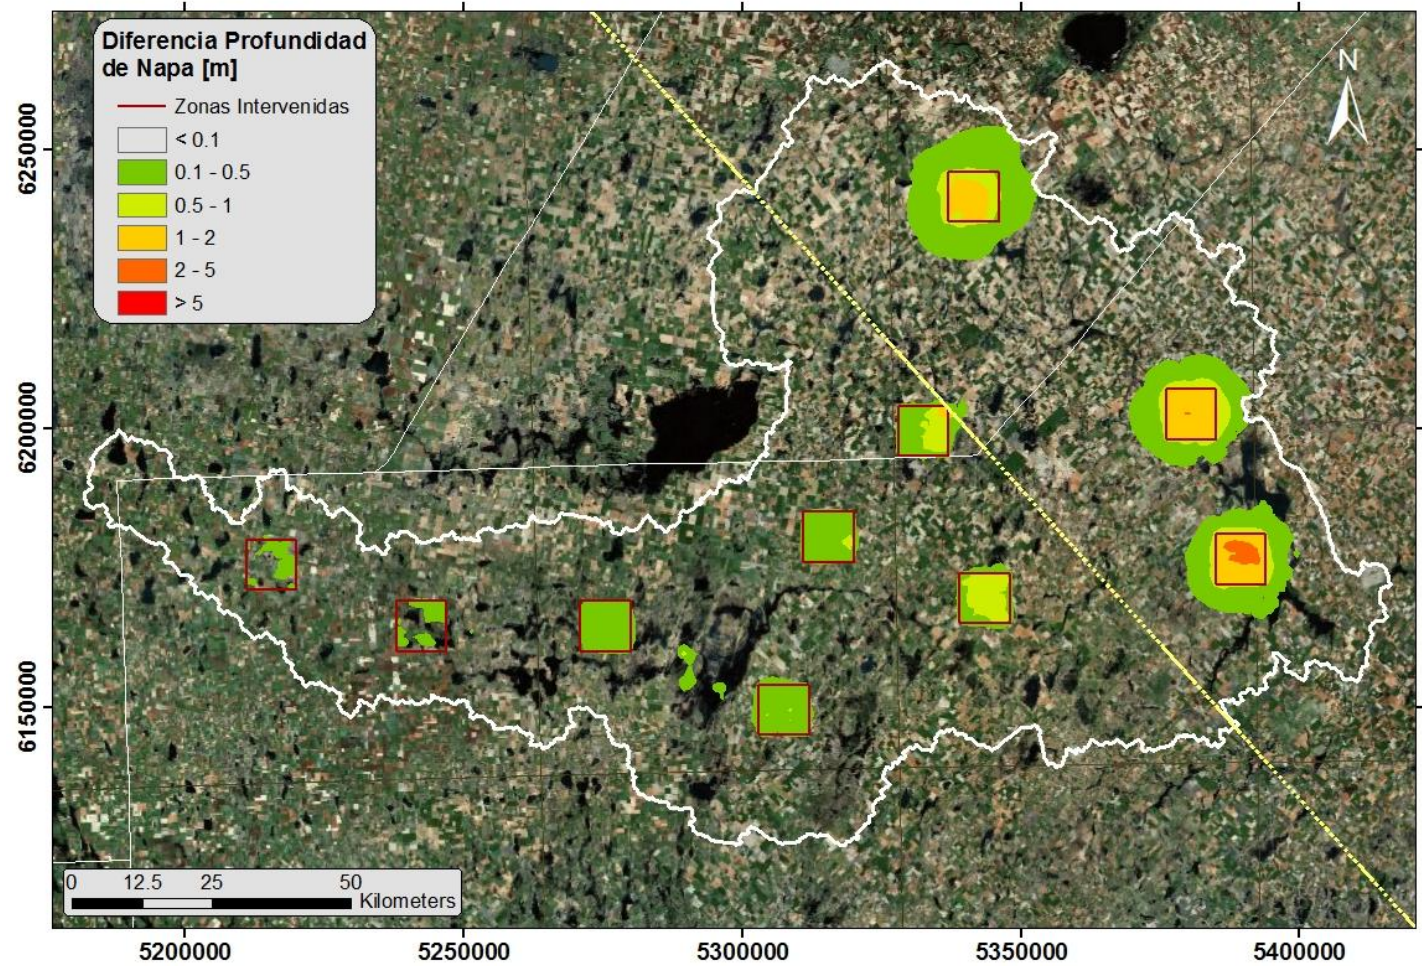 Diferencia Profundidad
de Napa [m]
Zonas Intervenidas
< 0.1
0.1 - 0.5
0.5 - 1
1 - 2
2 - 5
> 5
N
6250000
6200000
6150000
0 12.5 25 50
Kilometers
5200000 5250000 5300000 5350000 5400000